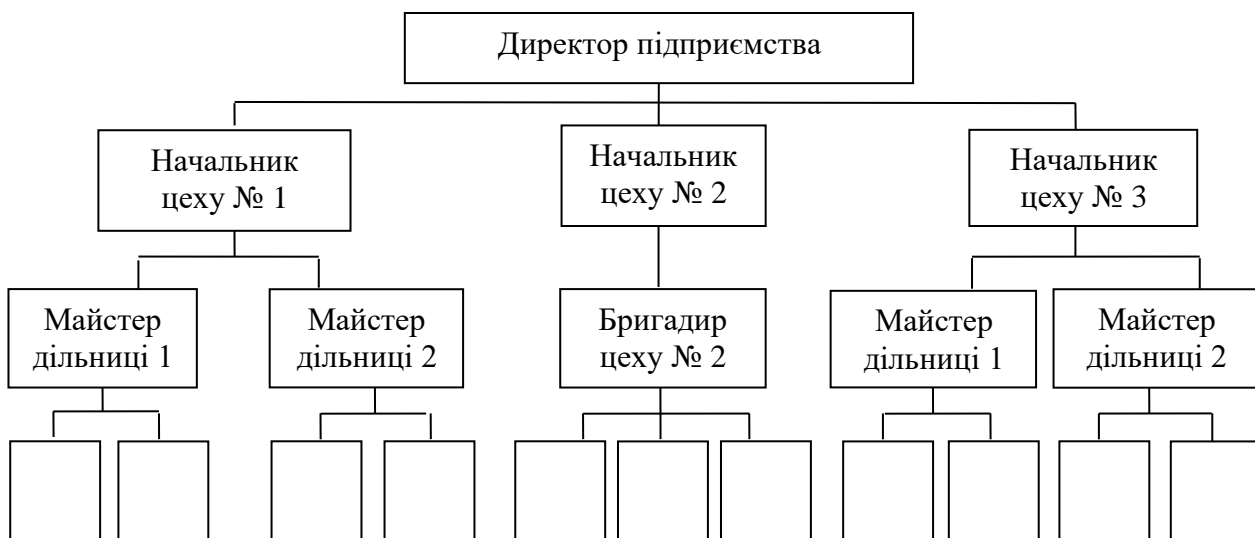 Директор підприємства
Начальник
цеху № 1
Начальник
цеху № 2
Начальник
цеху № 3
Майстер
дільниці 1
Майстер
дільниці 2
Бригадир
цеху № 2
Майстер
дільниці 1
Майстер
дільниці 2